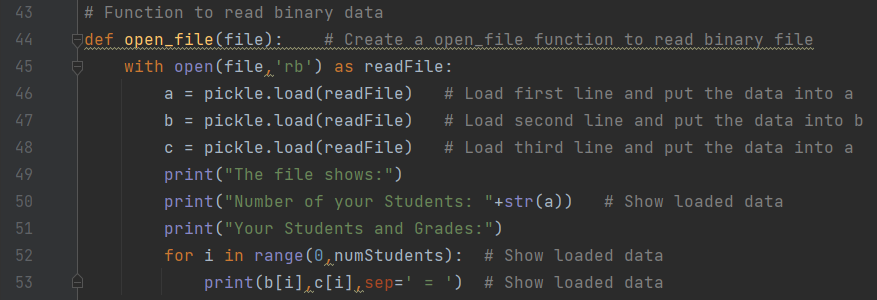 43 # Function to read binary data
44 def open_file(file):    # Create a open_file function to read binary file
45     with open(file,'rb') as readFile:
46         a = pickle.load(readFile)   # Load first line and put the data into a
47         b = pickle.load(readFile)   # Load second line and put the data into b
48         c = pickle.load(readFile)   # Load third line and put the data into a
49         print("The file shows:")
50         print("Number of your Students: "+str(a))   # Show loaded data
51         print("Your Students and Grades:")
52         for i in range(0,numStudents):  # Show loaded data
53             print(b[i],c[i],sep=' = ')  # Show loaded data